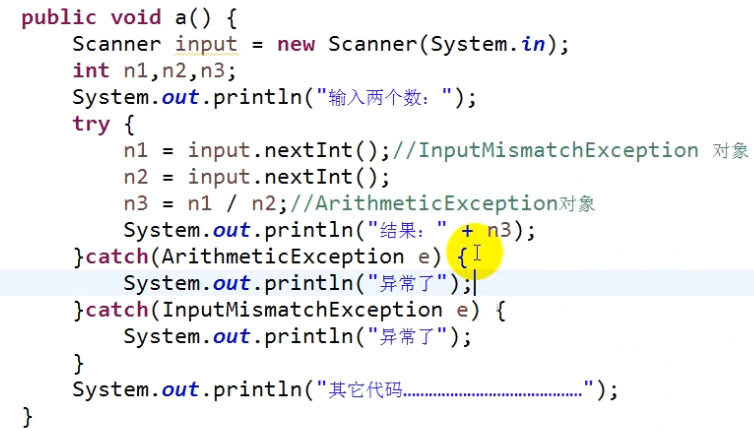 public void a() {
Scanner input = new Scanner(System.in);
int n1,n2,n3;
System.out.println("输入两个数：");
try {
n1 = input.nextInt();//InputMismatchException 对象
n2 = input.nextInt();
n3 = n1 / n2;//ArithmeticException对象
System.out.println("结果：" + n3);
}catch(ArithmeticException e) {
System.out.println("异常了");
}catch(InputMismatchException e) {
System.out.println("异常了");
}
System.out.println("其它代码……………………………………");
}